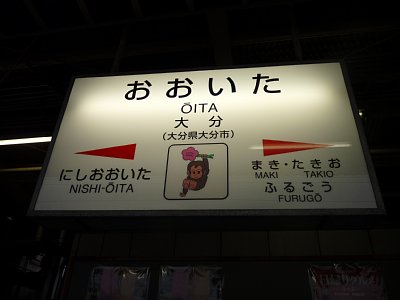 おおいた
ŌITA
大分
(大分県大分市)
にしおおいた
NISHI-ŌITA
まき・たきお
MAKI TAKIO
ふるごう
FURUGŌ